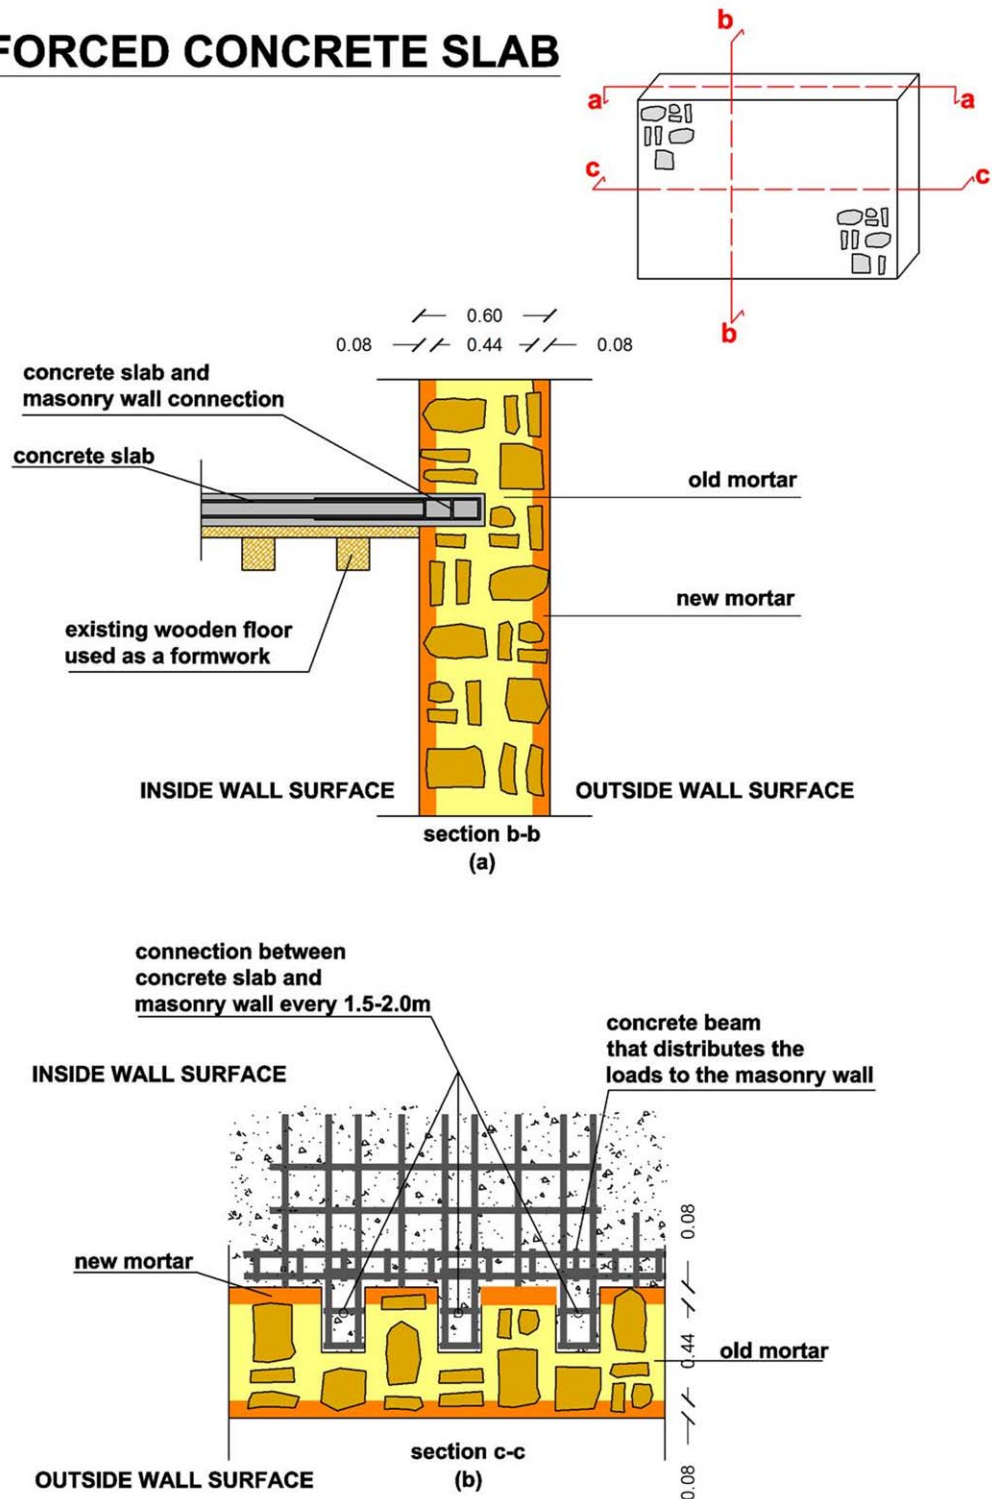 FORCED CONCRETE SLAB
b
a
a
c
c
b
0.60
0.08
0.44
0.08
concrete slab and
masonry wall connection
concrete slab
old mortar
new mortar
existing wooden floor
used as a formwork
INSIDE WALL SURFACE
OUTSIDE WALL SURFACE
section b-b
(a)
connection between
concrete slab and
masonry wall every 1.5-2.0m
concrete beam
that distributes the
loads to the masonry wall
INSIDE WALL SURFACE
0.08
new mortar
0.44
old mortar
section c-c
(b)
OUTSIDE WALL SURFACE
0.08